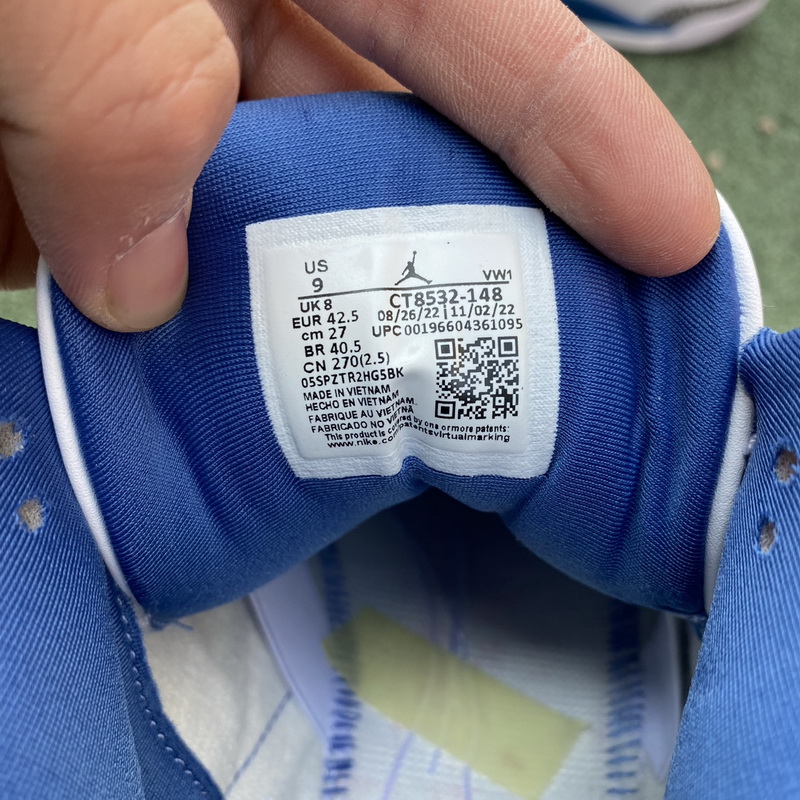 US
9
VW1
UK 8
CT8532-148
EUR 42.5
08/26/22 | 11/02/22
cm 27
UPC 00196604361095
BR 40.5
CN 270(2.5)
05SPZTR2HG5BK
MADE IN VIETNAM
HECHO EN VIETNAM
FABRIQUE AU VIETNAM
FABRICADO NO VIETNÃ
This product is covered by one or more patents:
www.nike.com/patentsvirtualmarking